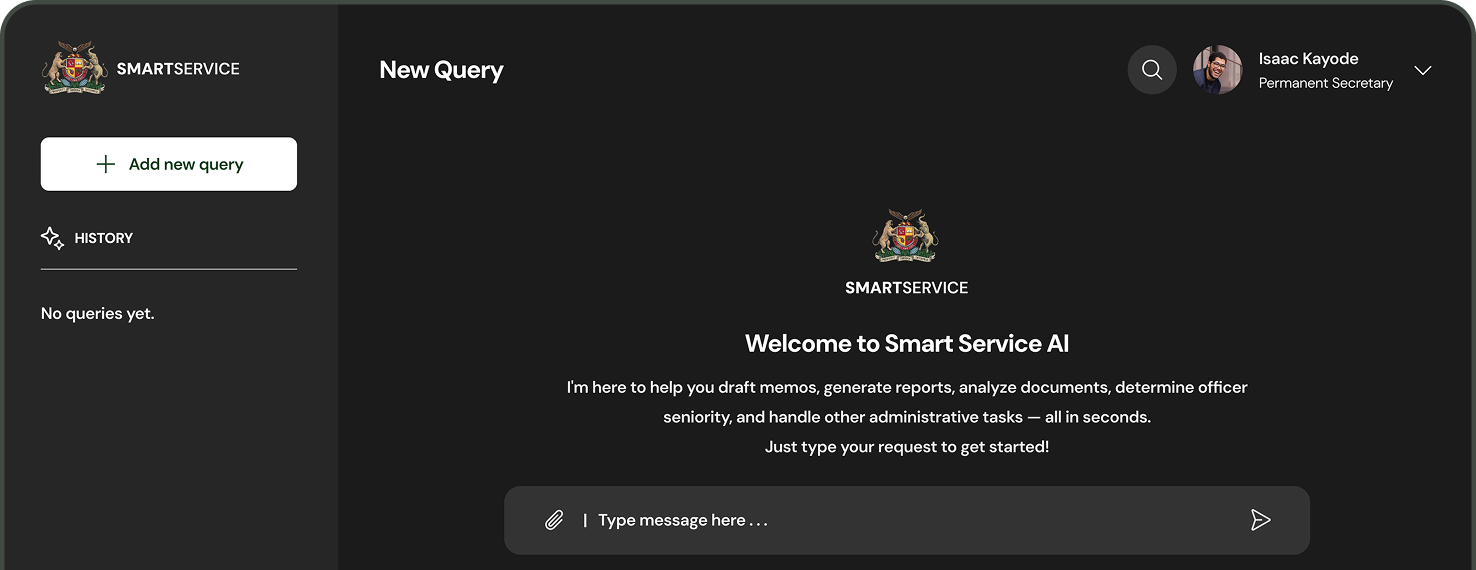 SMARTSERVICE
New Query
Isaac Kayode
Permanent Secretary
Add new query
HISTORY
No queries yet.
SMARTSERVICE
Welcome to Smart Service AI
I'm here to help you draft memos, generate reports, analyze documents, determine officer
seniority, and handle other administrative tasks — all in seconds.
Just type your request to get started!
| Type message here . . .